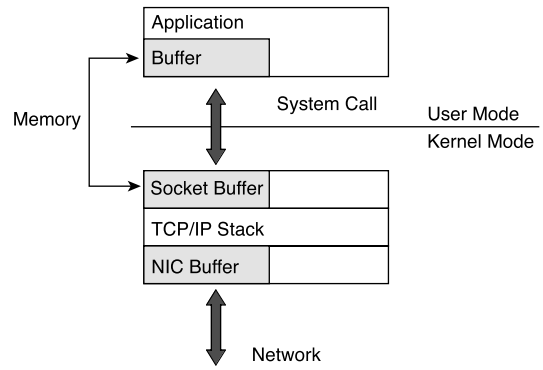 Application
Buffer
System Call
User Mode
Memory
Kernel Mode
Socket Buffer
TCP/IP Stack
NIC Buffer
Network